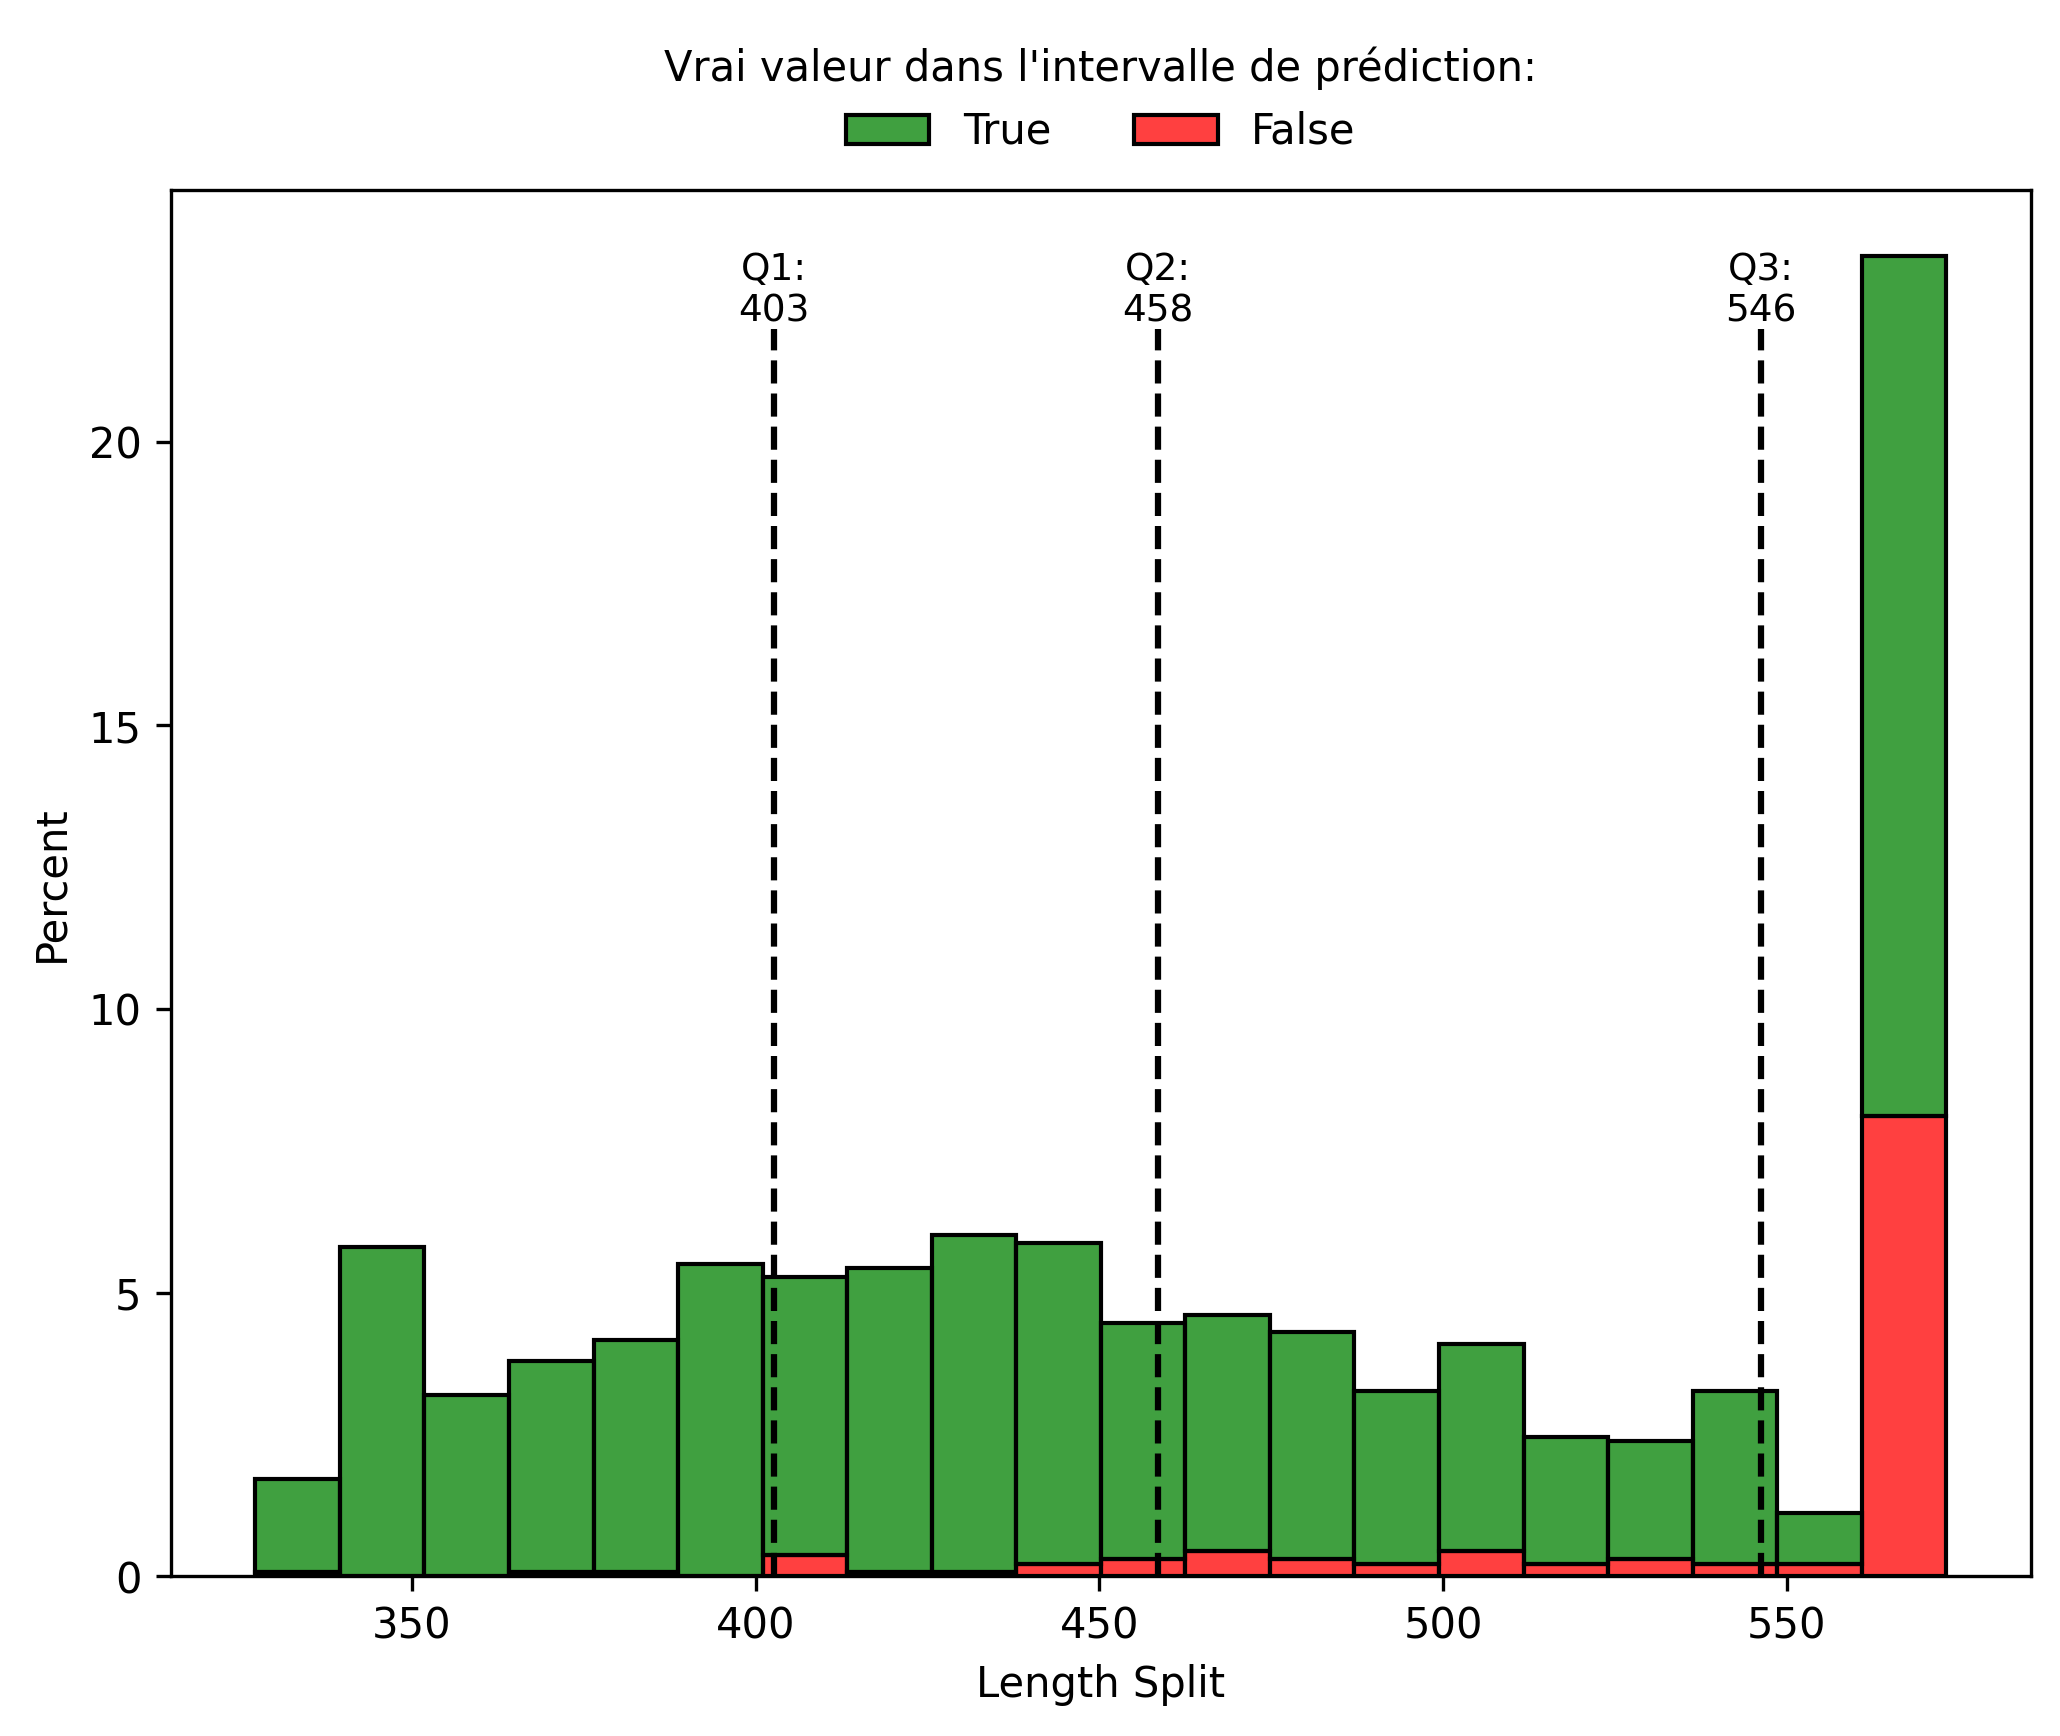 Vrai valeur dans l'intervalle de prédiction:
True False
Q1:
403
Q2:
458
Q3:
546
20
15
10
5
0
Percent
350 400 450 500 550
Length Split